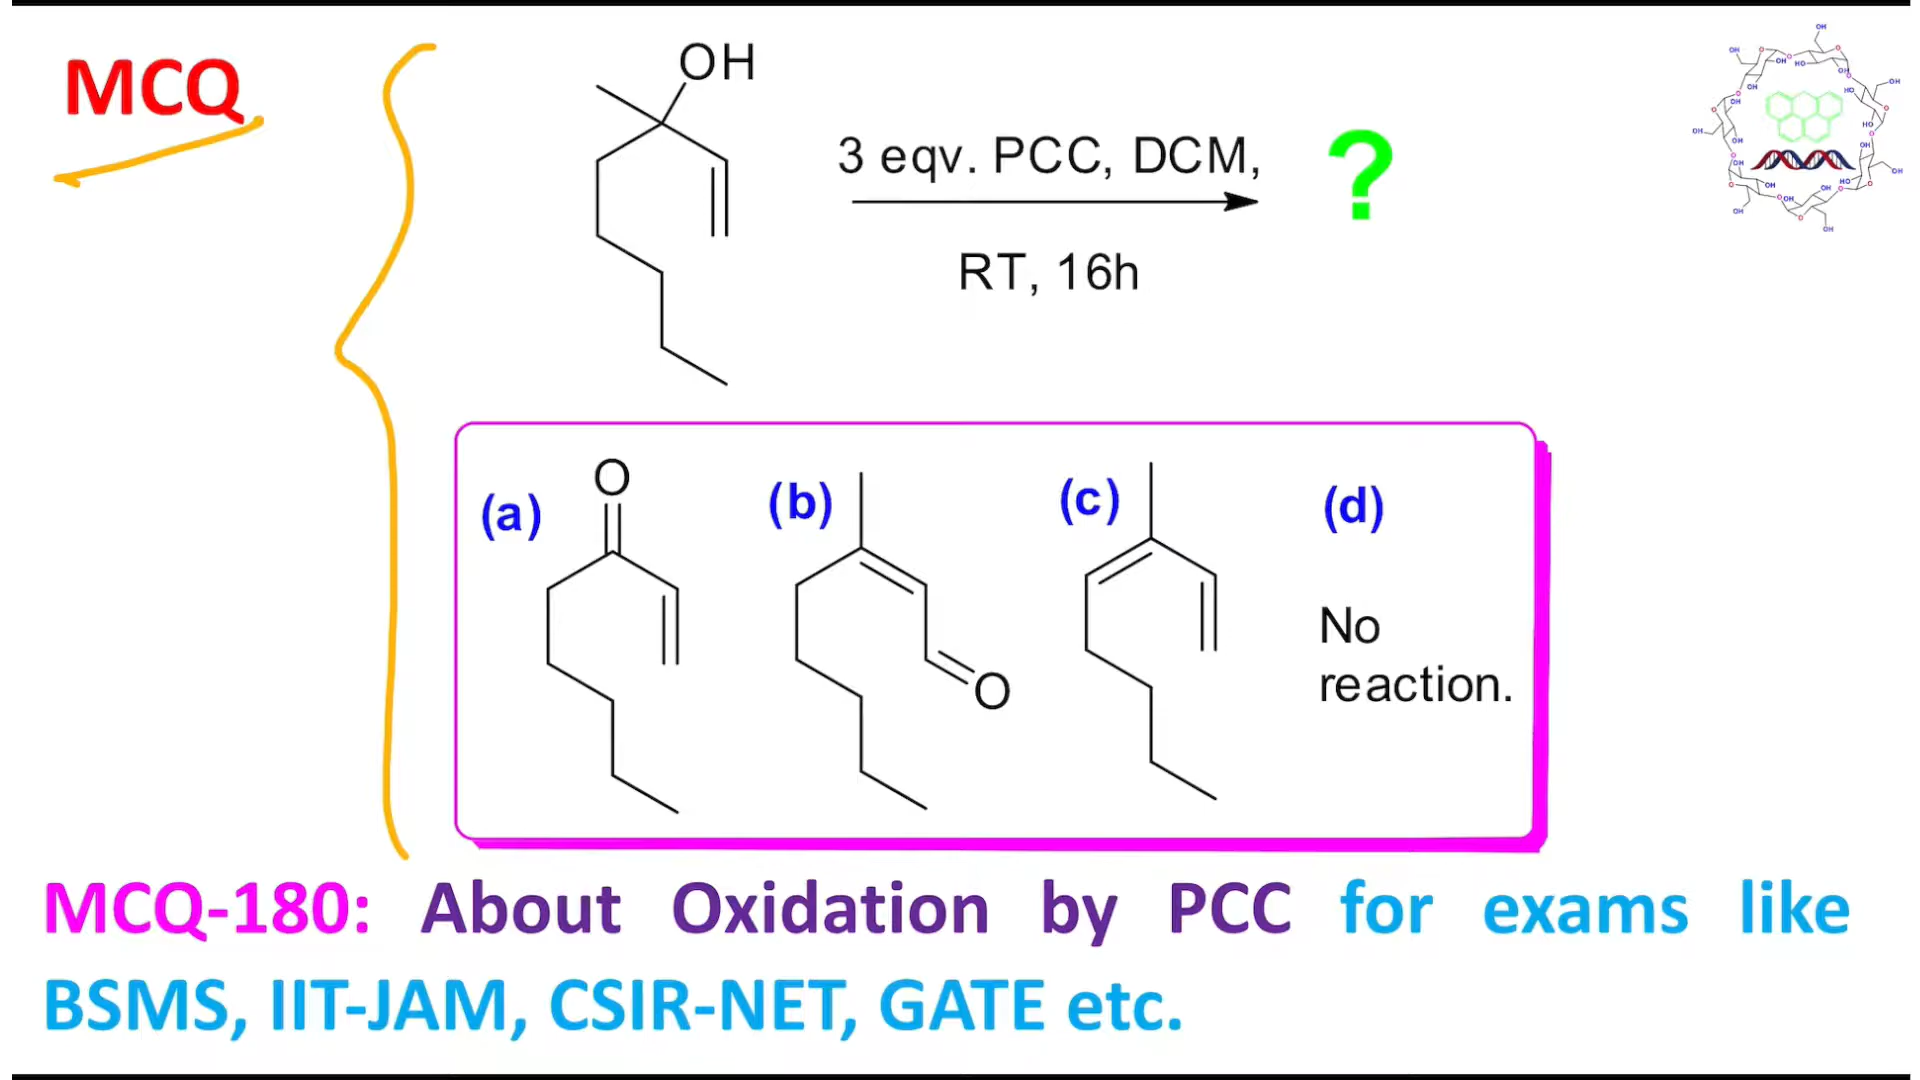 MCQ
OH
3 eqv. PCC, DCM,
RT, 16h
?
(a)
O
(b)
O
(c)
(d)
No
reaction.
MCQ-180: About Oxidation by PCC for exams like
BSMS, IIT-JAM, CSIR-NET, GATE etc.